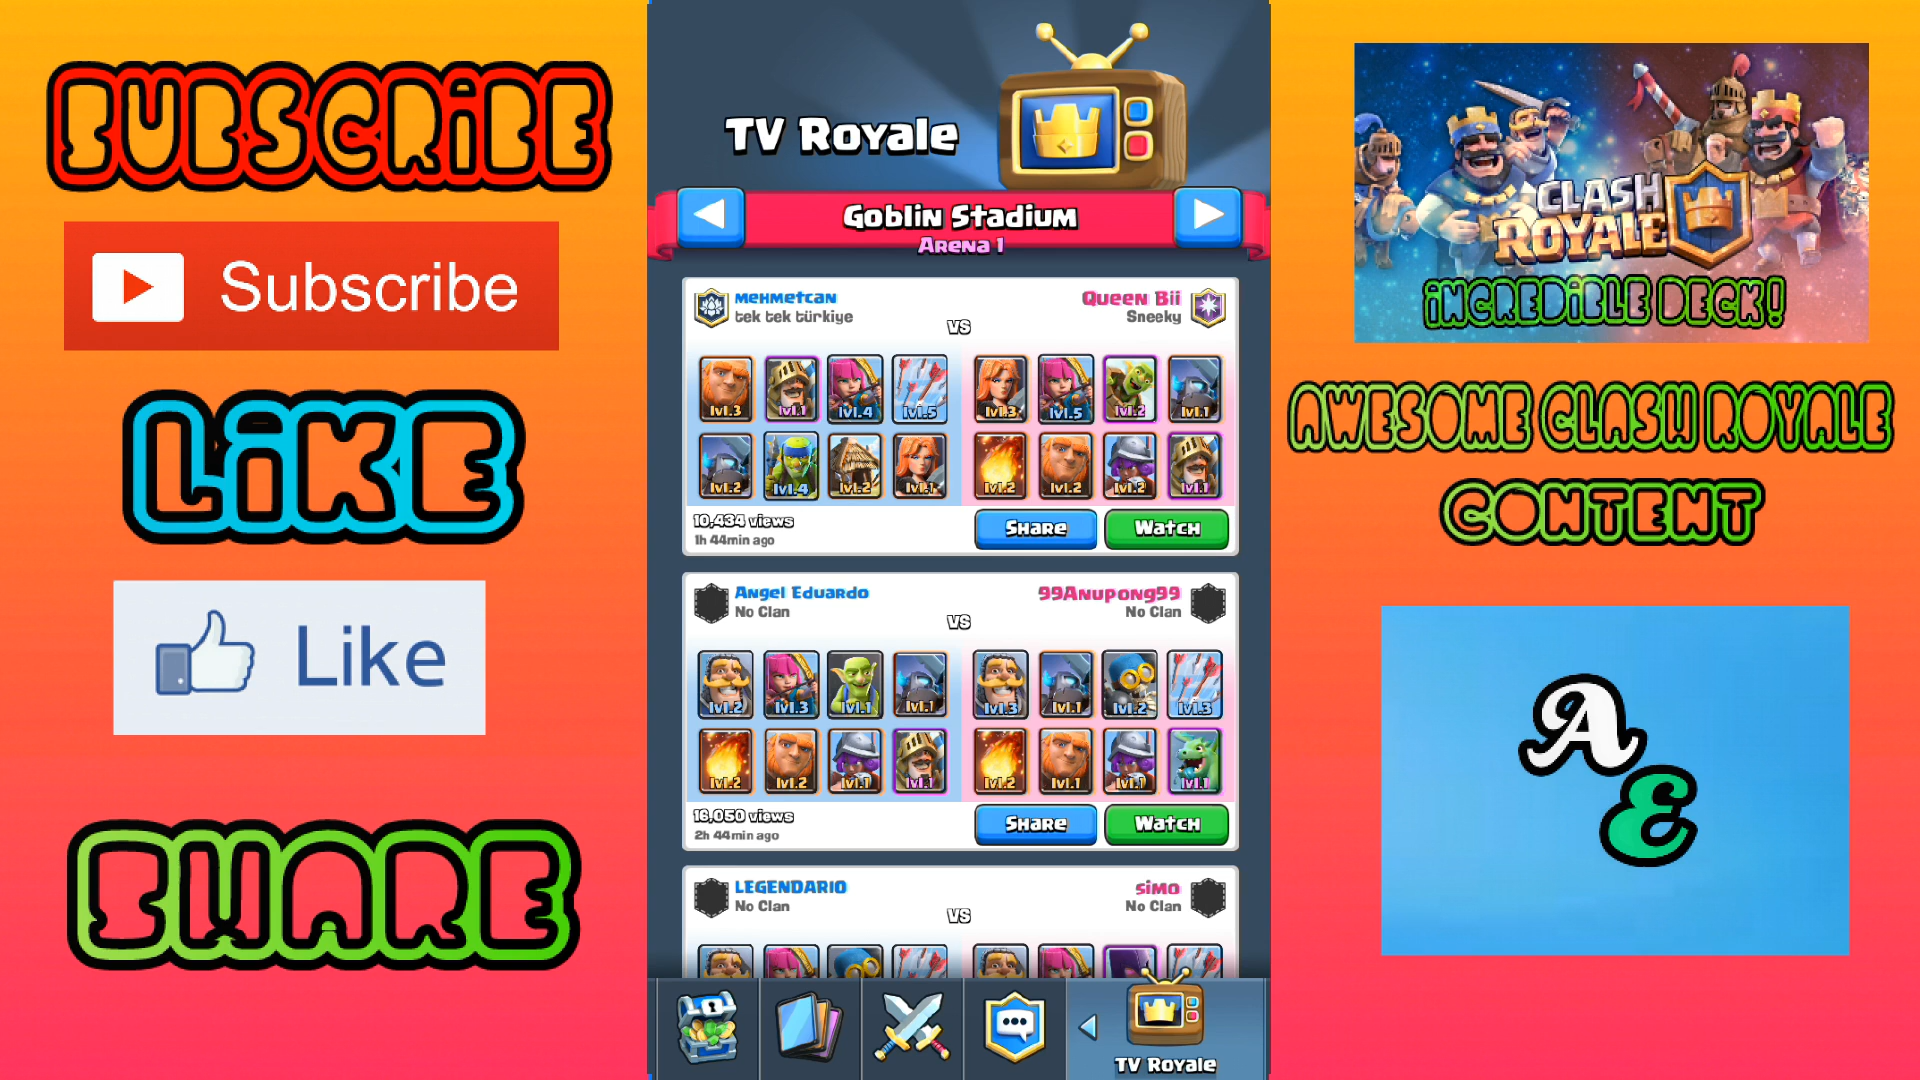 SUBSCRiBE
Subscribe
LiKE
Like
SHARE
TV Royale
Goblin Stadium
Arena 1
mehmetcan
tek tek türkiye
vs
Queen Bii
Sneeky
lvl.3 lvl.1 lvl.4 lvl.5 lvl.3 lvl.5 lvl.2 lvl.1
lvl.2 lvl.4 lvl.2 lvl.1 lvl.2 lvl.2 lvl.2 lvl.1
10,434 views
1h 44min ago
Share
Watch
Angel Eduardo
No Clan
vs
99Anupong99
No Clan
lvl.2 lvl.3 lvl.1 lvl.1 lvl.3 lvl.1 lvl.2 lvl.3
lvl.2 lvl.2 lvl.1 lvl.1 lvl.2 lvl.1 lvl.1 lvl.1
16,050 views
2h 44min ago
Share
Watch
LEGENDARIO
No Clan
vs
siMo
No Clan
TV Royale
CLASH
ROYALE
iNCREDiBLE DECK!
AWESOME CLASH ROYALE
CONTENT
A
E